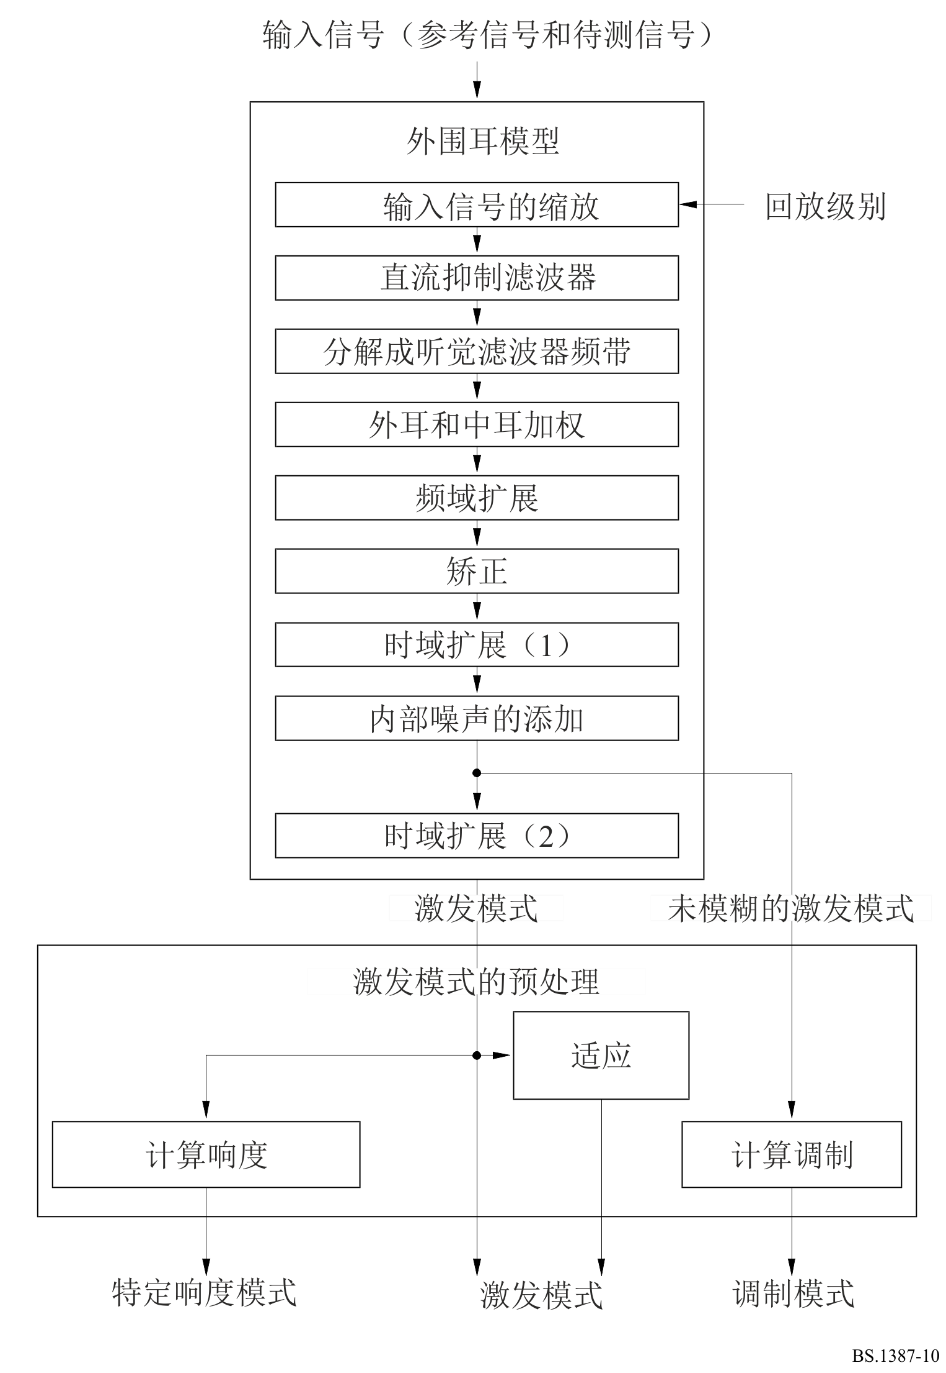 输入信号（参考信号和待测信号）
外围耳模型
输入信号的缩放
回放级别
直流抑制滤波器
分解成听觉滤波器频带
外耳和中耳加权
频域扩展
矫正
时域扩展（1）
内部噪声的添加
时域扩展（2）
激发模式
未模糊的激发模式
激发模式的预处理
适应
计算响度
计算调制
特定响度模式
激发模式
调制模式
BS.1387-10